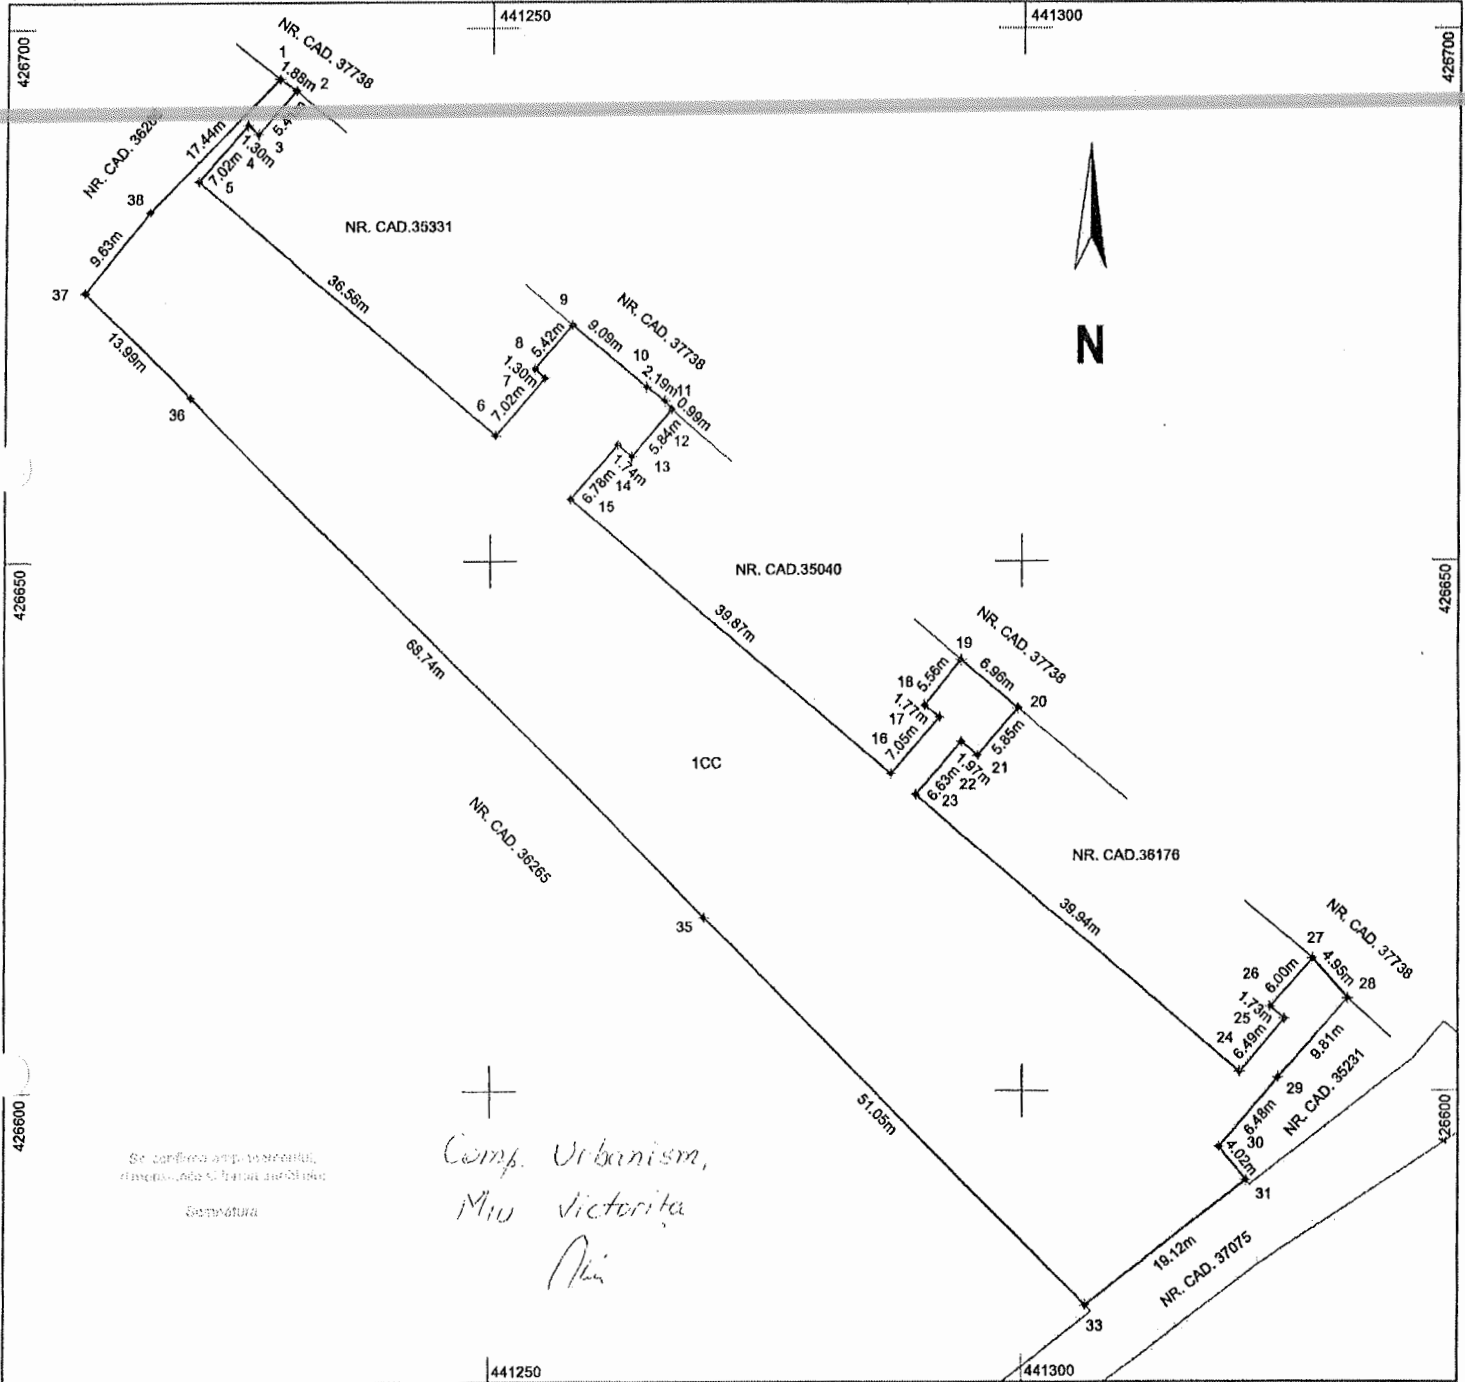 441250
441300
426700
426700
NR. CAD. 37738
1
1.88m
2
NR. CAD.
17.44m
3
1.30m
4
7.02m
5
38
9.63m
37
NR. CAD.35331
13.99m
36
36.56m
9
NR. CAD. 37738
8
5.42m
9.09m
10
1.30m
7
2.19m
11
0.99m
6
7.02m
12
5.84m
13
1.74m
14
6.78m
15
N
426650
426650
NR. CAD.35040
39.87m
68.74m
NR. CAD. 37738
19
18
5.56m
6.96m
20
1.77m
17
16
7.05m
5.85m
21
1.97m
22
6.63m
23
1CC
NR. CAD. 36265
NR. CAD.36176
35
39.94m
NR. CAD. 37738
27
4.95m
28
26
6.00m
1.73m
25
24
6.49m
9.81m
29
NR. CAD. 35231
6.48m
30
4.02m
31
426600
426600
51.05m
Semnătura
Comp. Urbanism,
Miu Victorița
19.12m
NR. CAD. 37075
33
441250
441300